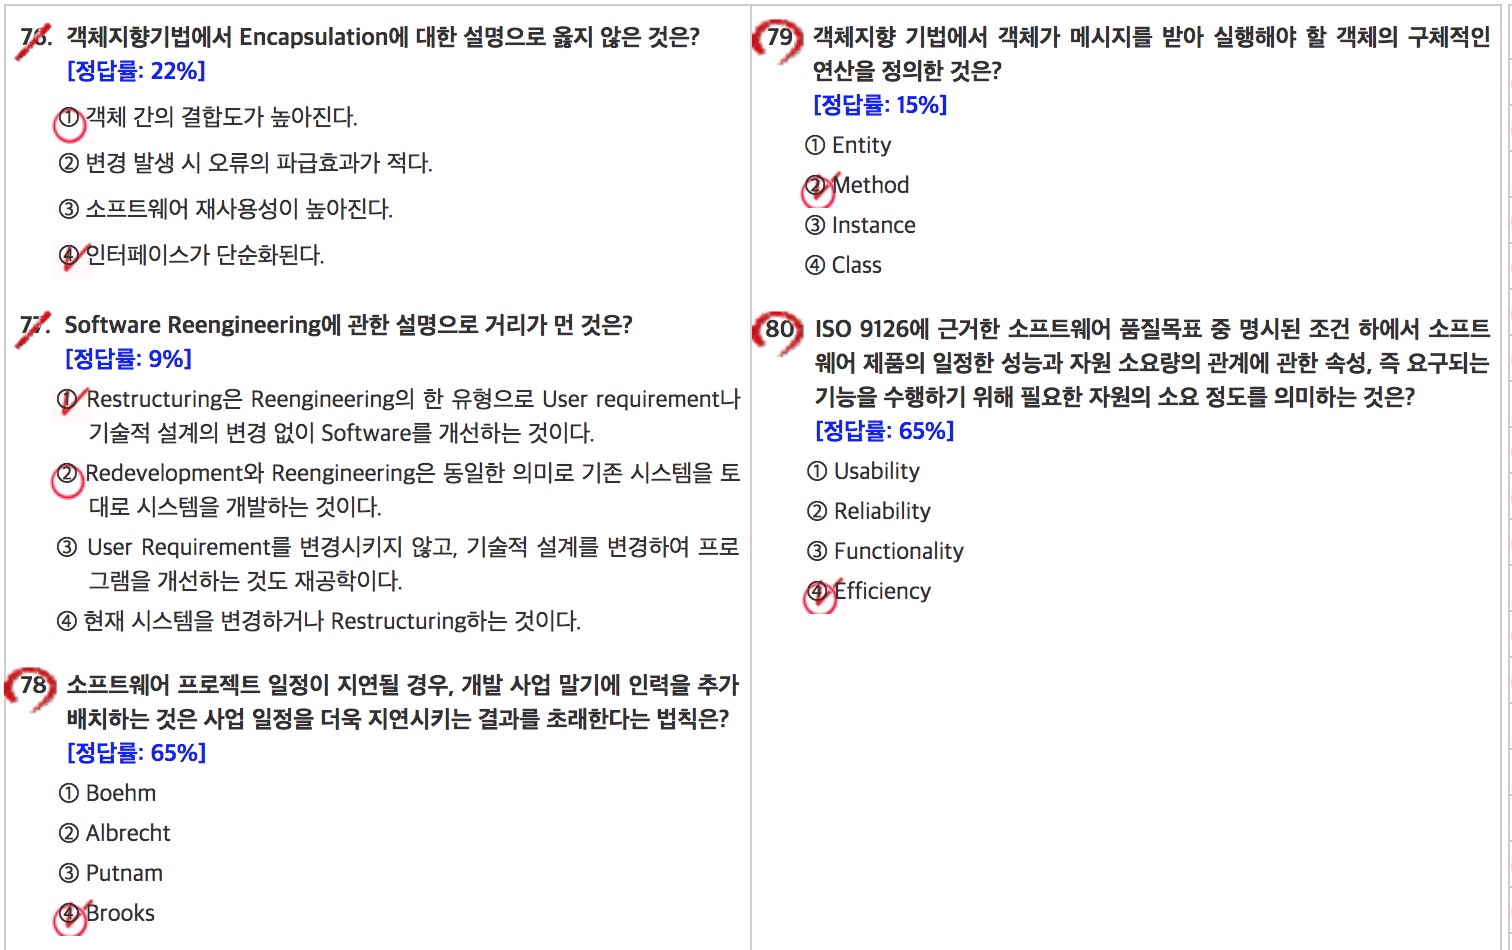 76. 객체지향기법에서 Encapsulation에 대한 설명으로 옳지 않은 것은?
[정답률: 22%]
① 객체 간의 결합도가 높아진다.
② 변경 발생 시 오류의 파급효과가 적다.
③ 소프트웨어 재사용성이 높아진다.
④ 인터페이스가 단순화된다.
77. Software Reengineering에 관한 설명으로 거리가 먼 것은?
[정답률: 9%]
① Restructuring은 Reengineering의 한 유형으로 User requirement나
기술적 설계의 변경 없이 Software를 개선하는 것이다.
② Redevelopment와 Reengineering은 동일한 의미로 기존 시스템을 토
대로 시스템을 개발하는 것이다.
③ User Requirement를 변경시키지 않고, 기술적 설계를 변경하여 프로
그램을 개선하는 것도 재공학이다.
④ 현재 시스템을 변경하거나 Restructuring하는 것이다.
78. 소프트웨어 프로젝트 일정이 지연될 경우, 개발 사업 말기에 인력을 추가
배치하는 것은 사업 일정을 더욱 지연시키는 결과를 초래한다는 법칙은?
[정답률: 65%]
① Boehm
② Albrecht
③ Putnam
④ Brooks
79. 객체지향 기법에서 객체가 메시지를 받아 실행해야 할 객체의 구체적인
연산을 정의한 것은?
[정답률: 15%]
① Entity
② Method
③ Instance
④ Class
80. ISO 9126에 근거한 소프트웨어 품질목표 중 명시된 조건 하에서 소프트
웨어 제품의 일정한 성능과 자원 소요량의 관계에 관한 속성, 즉 요구되는
기능을 수행하기 위해 필요한 자원의 소요 정도를 의미하는 것은?
[정답률: 65%]
① Usability
② Reliability
③ Functionality
④ Efficiency